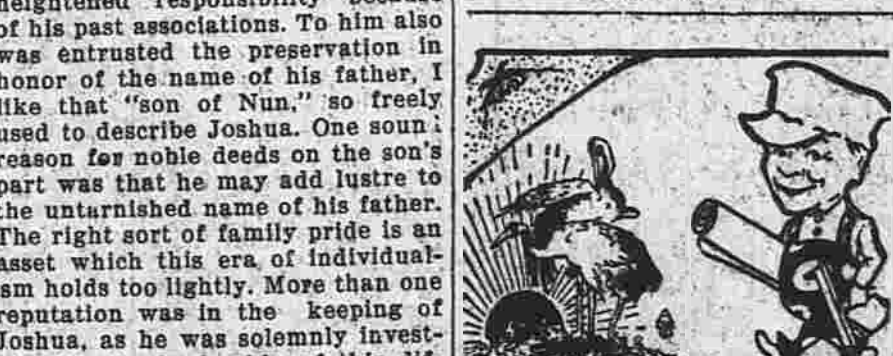 heightened responsibility because
of his past associations. To him also
was entrusted the preservation in
honor of the name of his father, I
like that "son of Nun," so freely
used to describe Joshua. One soun
reason for noble deeds on the son's
part was that he may add lustre to
the untarnished name of his father.
The right sort of family pride is an
asset which this era of individual-
ism holds too lightly. More than one
reputation was in the keeping of
Joshua, as he was solemnly invest-